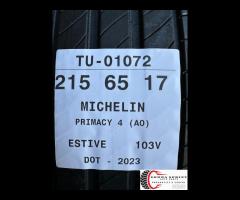 TU-01072
215 65 17
MICHELIN
PRIMACY 4 (AO)
ESTIVE 103V
DOT - 2023